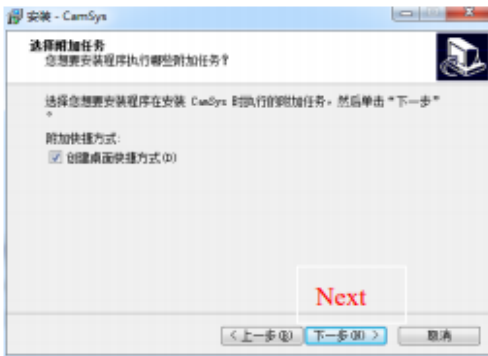 安装 - CamSys
选择附加任务
您想要安装程序执行哪些附加任务？
选择您想要安装程序在安装 CamSys 时执行的附加任务，然后单击“下一步”
。
附加快捷方式:
创建桌面快捷方式(D)
Next
<上一步(B)
下一步(N) >
取消